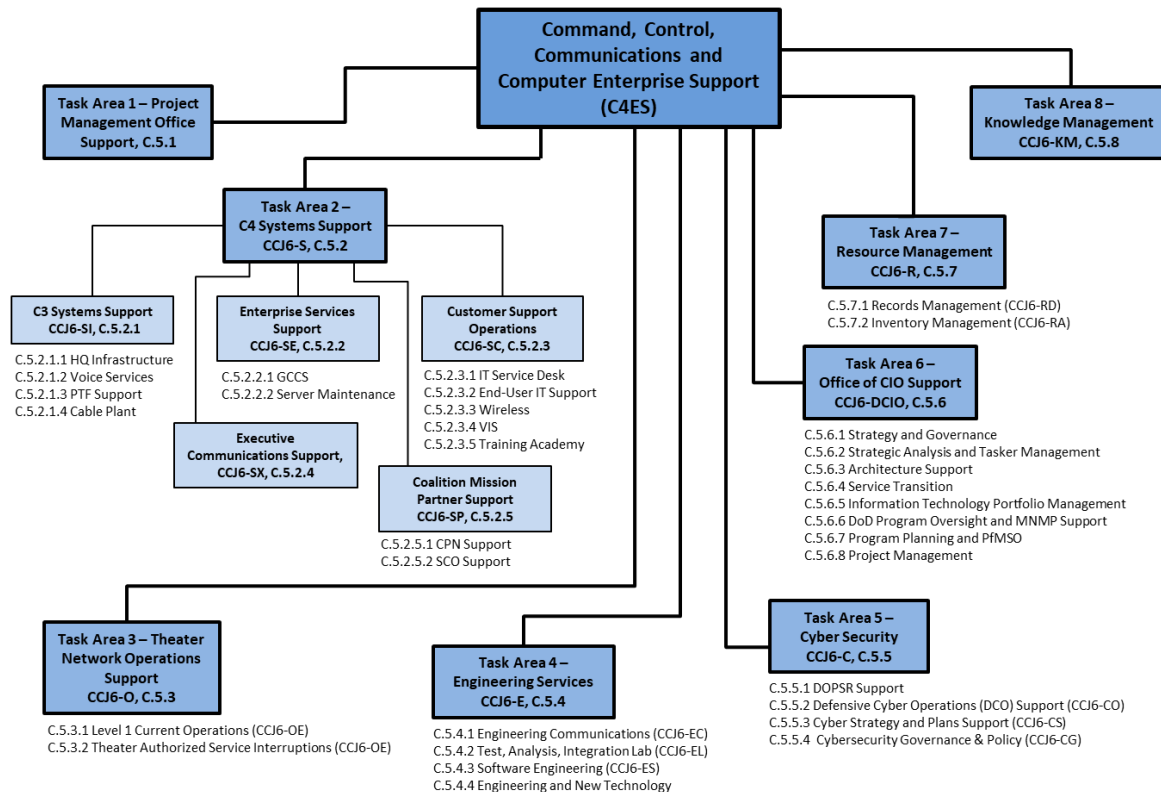 Command, Control,
Communications and
Computer Enterprise Support
(C4ES)
Task Area 1 – Project
Management Office
Support, C.5.1
Task Area 8 –
Knowledge Management
CCJ6-KM, C.5.8
Task Area 2 –
C4 Systems Support
CCJ6-S, C.5.2
Task Area 7 –
Resource Management
CCJ6-R, C.5.7
C.5.7.1 Records Management (CCJ6-RD)
C.5.7.2 Inventory Management (CCJ6-RA)
C3 Systems Support
CCJ6-SI, C.5.2.1
C.5.2.1.1 HQ Infrastructure
C.5.2.1.2 Voice Services
C.5.2.1.3 PTF Support
C.5.2.1.4 Cable Plant
Enterprise Services
Support
CCJ6-SE, C.5.2.2
C.5.2.2.1 GCCS
C.5.2.2.2 Server Maintenance
Customer Support
Operations
CCJ6-SC, C.5.2.3
C.5.2.3.1 IT Service Desk
C.5.2.3.2 End-User IT Support
C.5.2.3.3 Wireless
C.5.2.3.4 VIS
C.5.2.3.5 Training Academy
Executive
Communications Support,
CCJ6-SX, C.5.2.4
Coalition Mission
Partner Support
CCJ6-SP, C.5.2.5
C.5.2.5.1 CPN Support
C.5.2.5.2 SCO Support
Task Area 6 –
Office of CIO Support
CCJ6-DCIO, C.5.6
C.5.6.1 Strategy and Governance
C.5.6.2 Strategic Analysis and Tasker Management
C.5.6.3 Architecture Support
C.5.6.4 Service Transition
C.5.6.5 Information Technology Portfolio Management
C.5.6.6 DoD Program Oversight and MNMP Support
C.5.6.7 Program Planning and PfMSO
C.5.6.8 Project Management
Task Area 3 – Theater
Network Operations
Support
CCJ6-O, C.5.3
C.5.3.1 Level 1 Current Operations (CCJ6-OE)
C.5.3.2 Theater Authorized Service Interruptions (CCJ6-OE)
Task Area 4 –
Engineering Services
CCJ6-E, C.5.4
C.5.4.1 Engineering Communications (CCJ6-EC)
C.5.4.2 Test, Analysis, Integration Lab (CCJ6-EL)
C.5.4.3 Software Engineering (CCJ6-ES)
C.5.4.4 Engineering and New Technology
Task Area 5 –
Cyber Security
CCJ6-C, C.5.5
C.5.5.1 DOPSR Support
C.5.5.2 Defensive Cyber Operations (DCO) Support (CCJ6-CO)
C.5.5.3 Cyber Strategy and Plans Support (CCJ6-CS)
C.5.5.4 Cybersecurity Governance & Policy (CCJ6-CG)